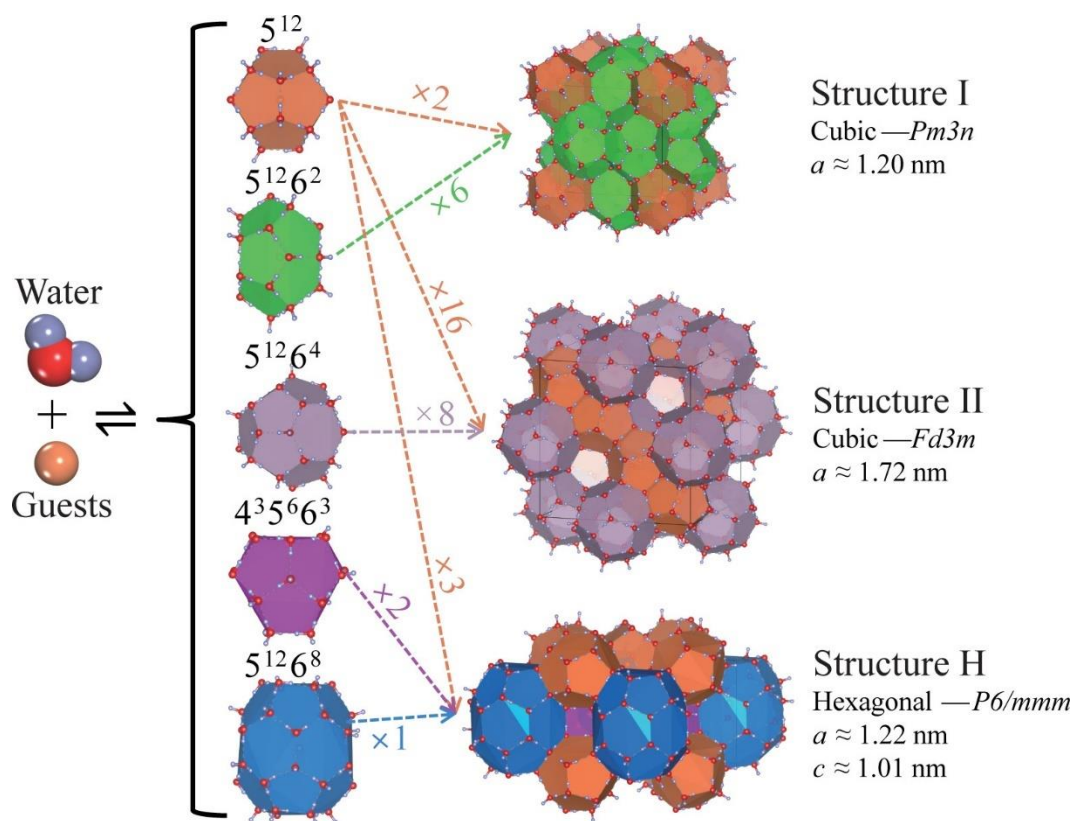 Water
+
⇌
Guests
5¹²
5¹²6²
5¹²6⁴
4³5⁶6³
5¹²6⁸
×2
×6
×16
×8
×3
×2
×1
Structure I
Cubic —Pm3n
a ≈ 1.20 nm
Structure II
Cubic —Fd3m
a ≈ 1.72 nm
Structure H
Hexagonal —P6/mmm
a ≈ 1.22 nm
c ≈ 1.01 nm